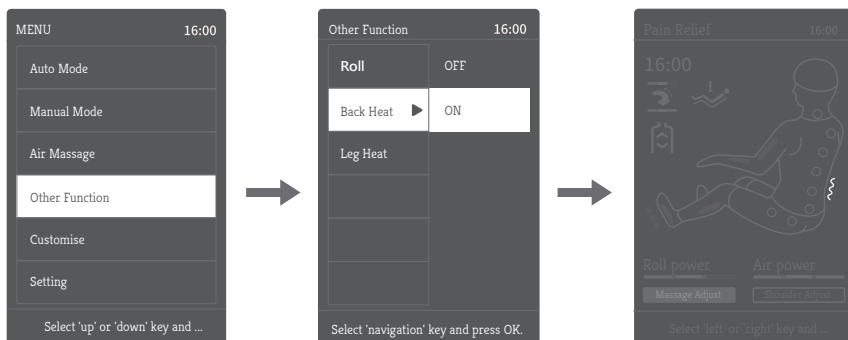 MENU 16:00
Auto Mode
Manual Mode
Air Massage
Other Function
Customise
Setting
Select 'up' or 'down' key and ...
Other Function 16:00
Roll OFF
Back Heat ON
Leg Heat
Select 'navigation' key and press OK.
Pain Relief 16:00
16:00
1
Roll power Air power
Massage Adjust Shoulder Adjust
Select 'left' or 'right' key and ...